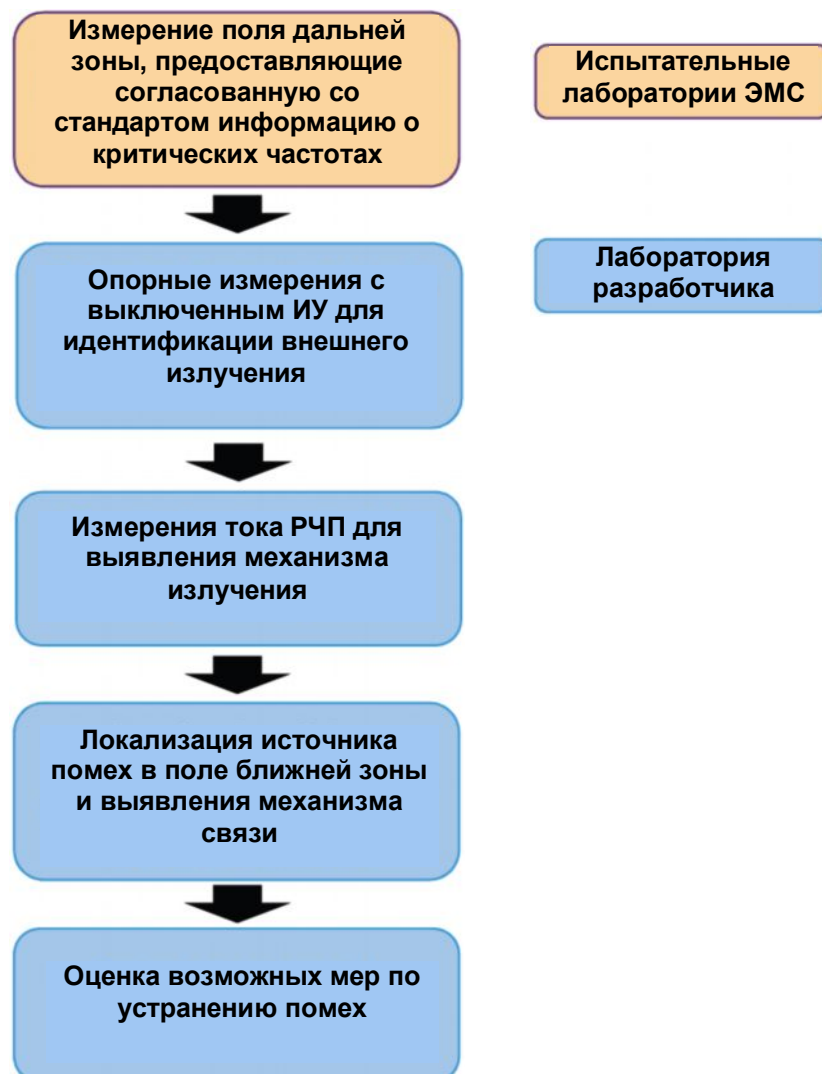 Измерение поля дальней
зоны, предоставляющие
согласованную со
стандартом информацию о
критических частотах
Испытательные
лаборатории ЭМС
Опорные измерения с
выключенным ИУ для
идентификации внешнего
излучения
Лаборатория
разработчика
Измерения тока РЧП для
выявления механизма
излучения
Локализация источника
помех в поле ближней зоны
и выявления механизма
связи
Оценка возможных мер по
устранению помех